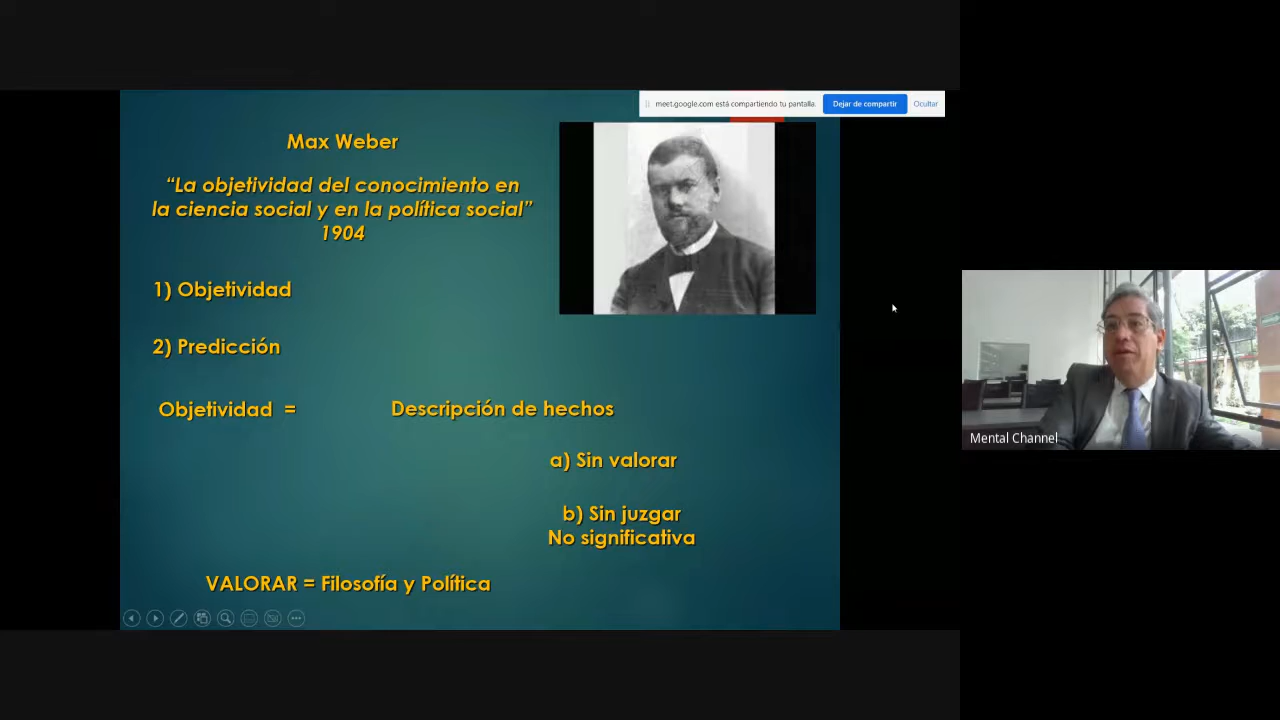 meet.google.com está compartiendo tu pantalla.
Dejar de compartir
Ocultar
Max Weber
“La objetividad del conocimiento en
la ciencia social y en la política social”
1904
1) Objetividad
2) Predicción
Objetividad = Descripción de hechos
a) Sin valorar
b) Sin juzgar
No significativa
VALORAR = Filosofía y Política
Mental Channel